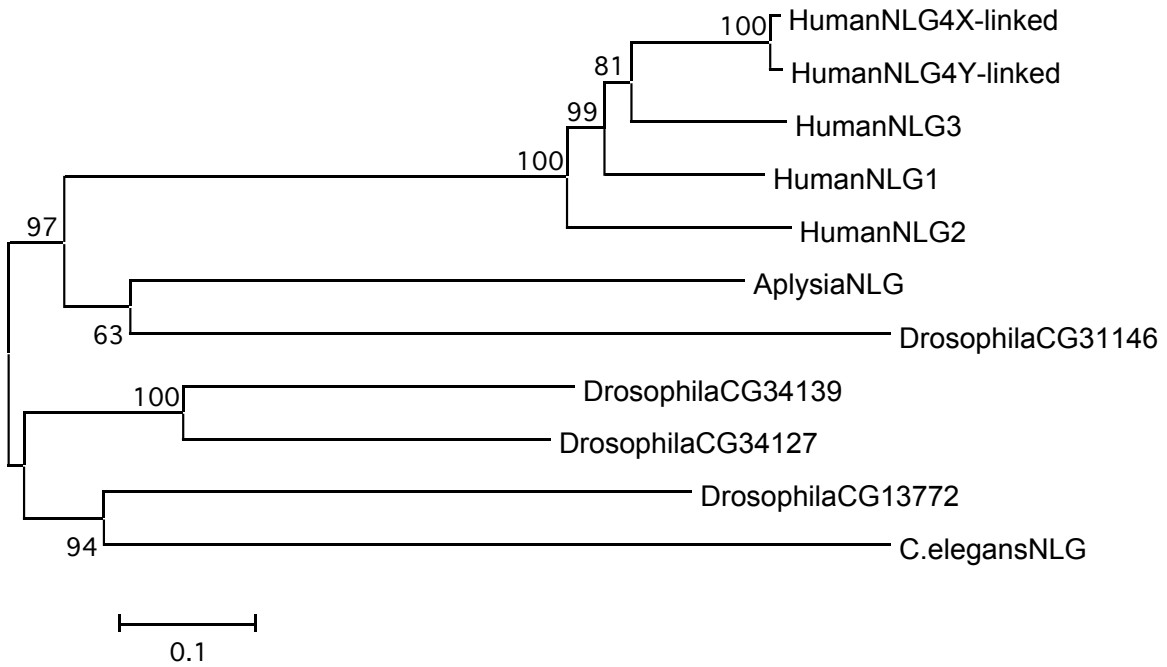 100
HumanNLG4X-linked
HumanNLG4Y-linked
81
HumanNLG3
99
HumanNLG1
100
HumanNLG2
97
AplysiaNLG
63
DrosophilaCG31146
100
DrosophilaCG34139
DrosophilaCG34127
DrosophilaCG13772
94
C.elegansNLG
0.1